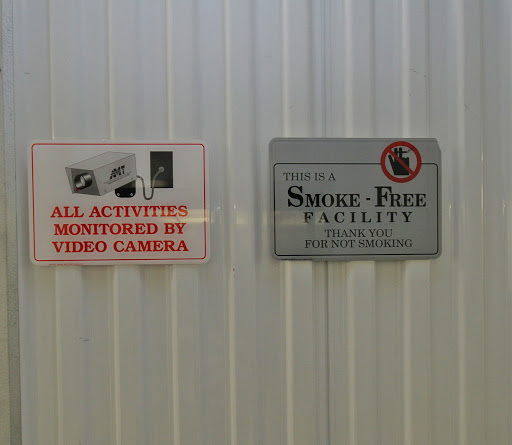 ALL ACTIVITIES
MONITORED BY
VIDEO CAMERA
THIS IS A
SMOKE - FREE
FACILITY
THANK YOU
FOR NOT SMOKING